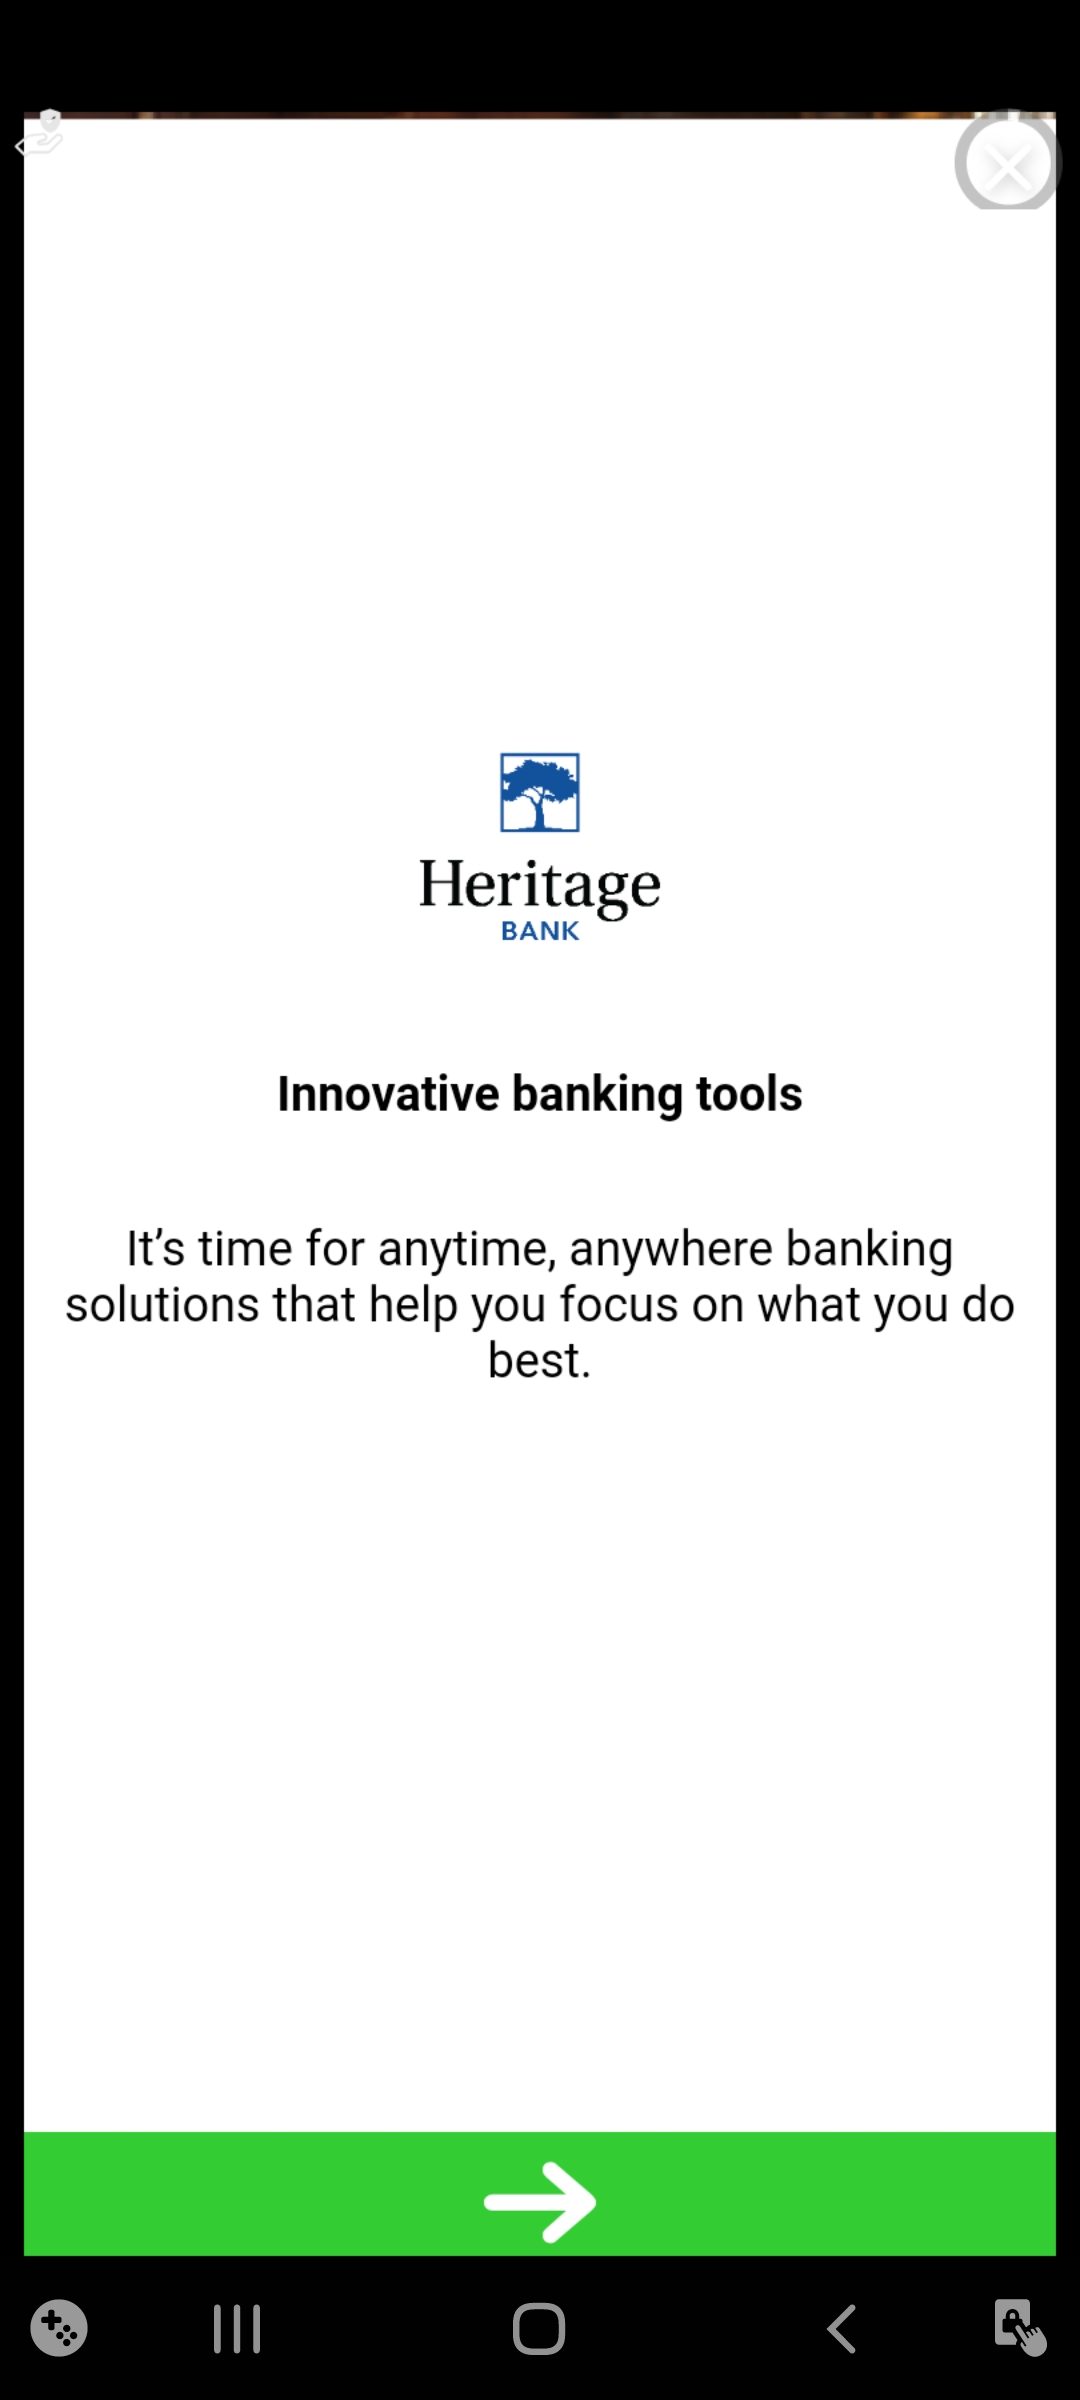 Heritage
BANK
Innovative banking tools
It’s time for anytime, anywhere banking
solutions that help you focus on what you do
best.